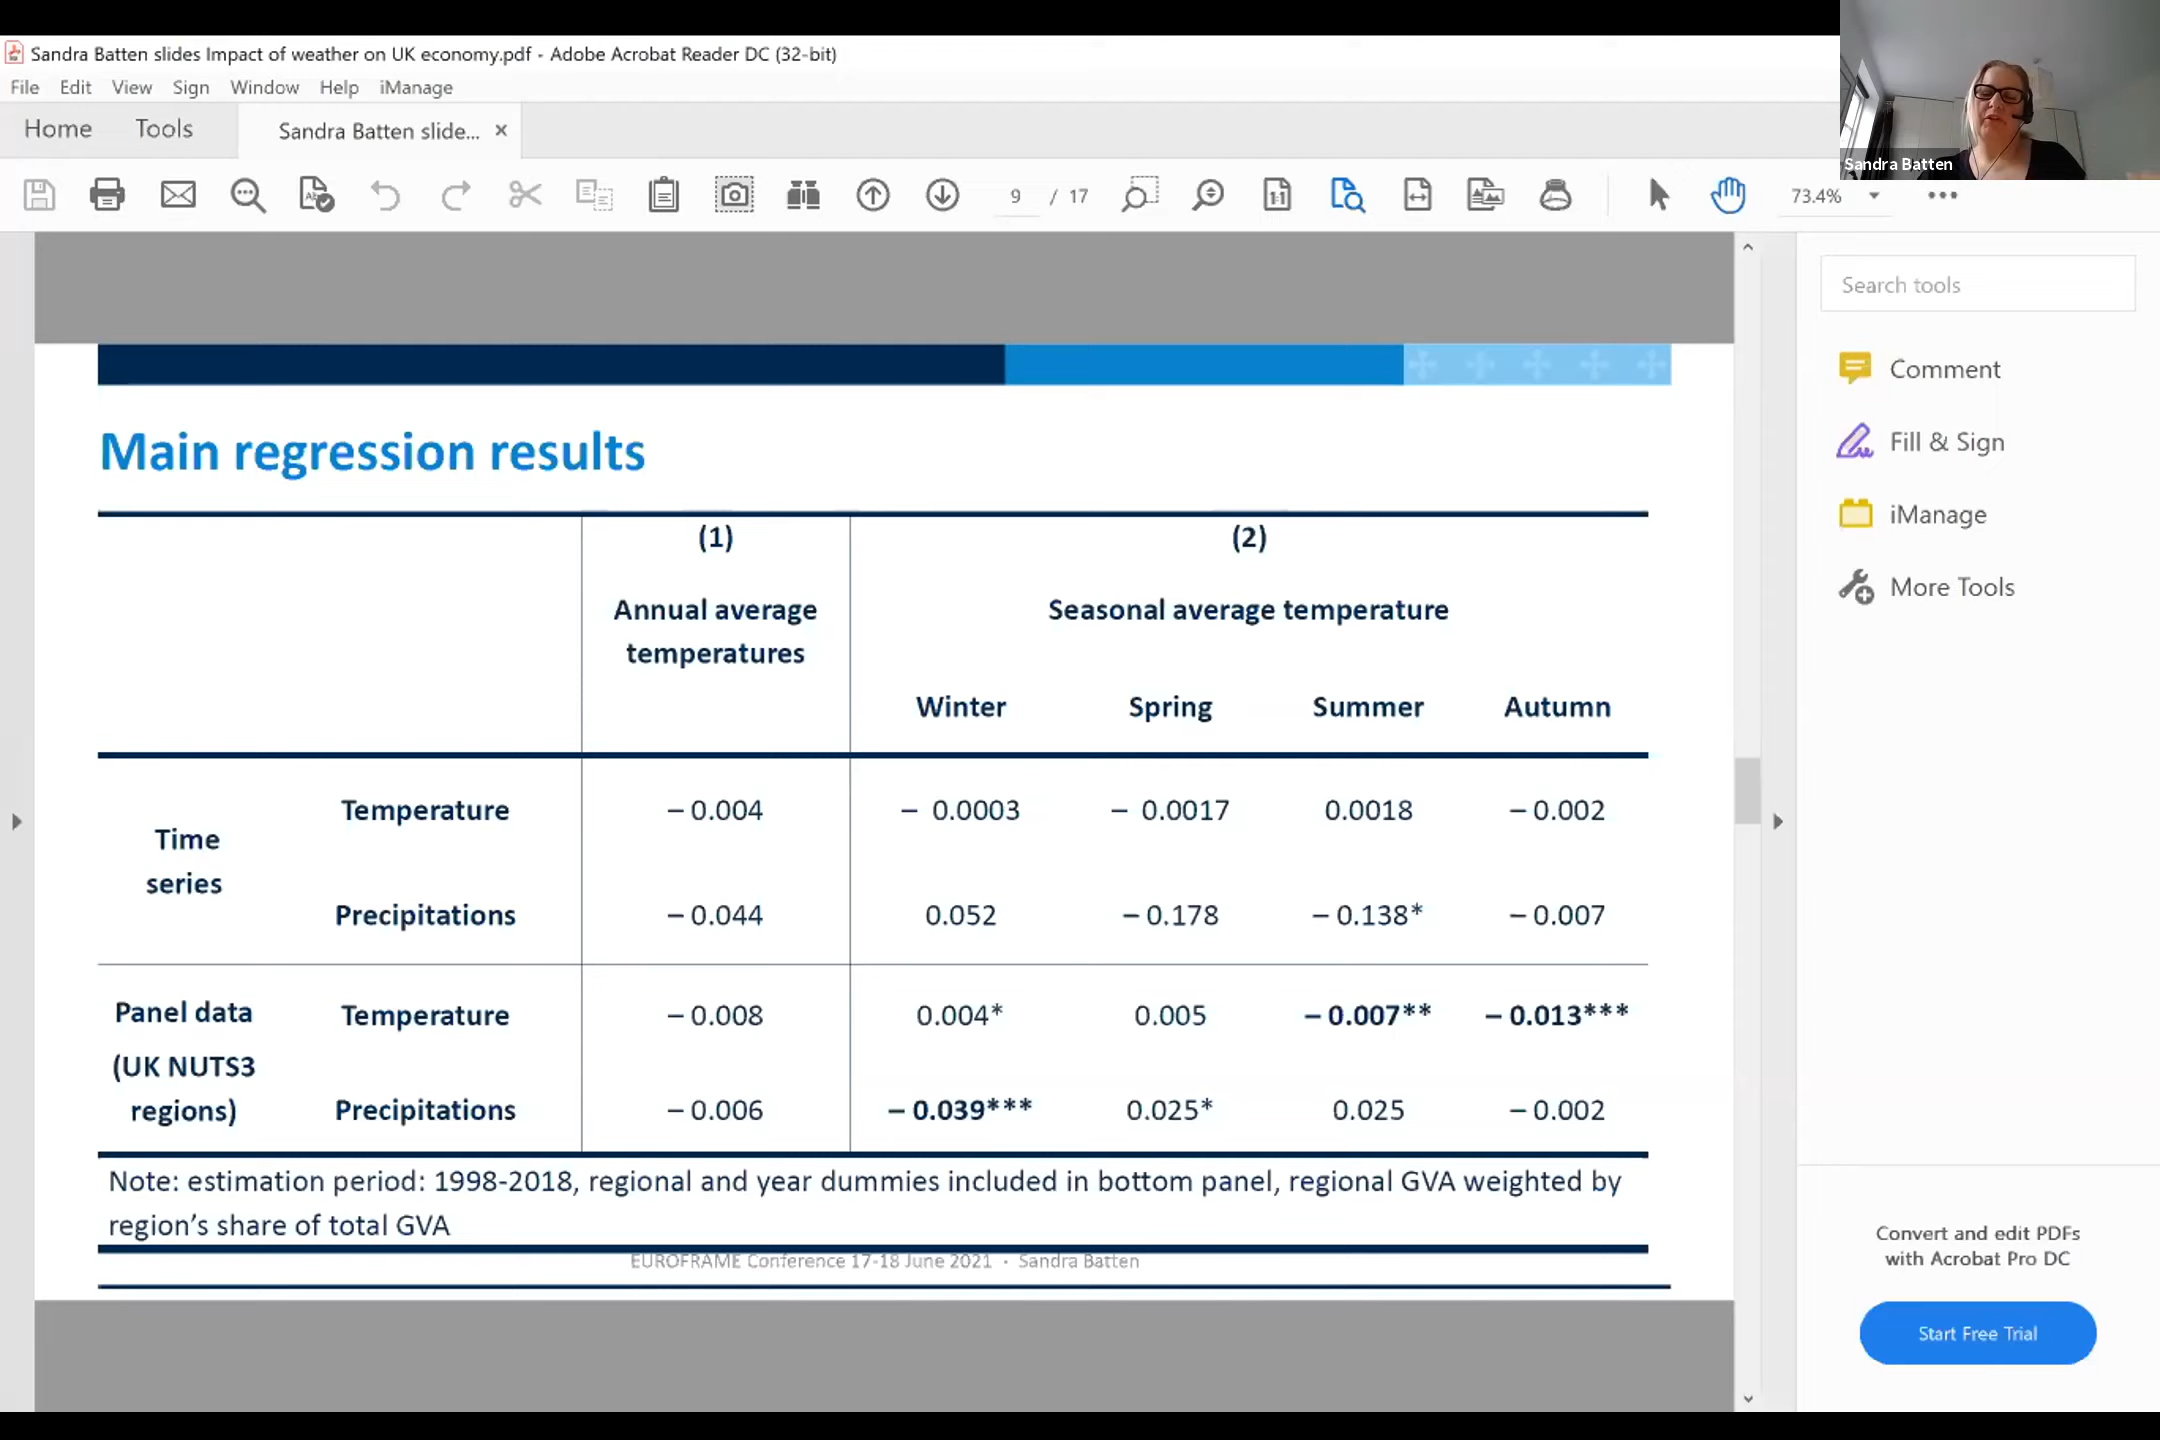 Sandra Batten slides Impact of weather on UK economy.pdf - Adobe Acrobat Reader DC (32-bit)
File Edit View Sign Window Help iManage
Home Tools Sandra Batten slide... ×
9 / 17 73.4%
Sandra Batten
Search tools
Comment
Fill & Sign
iManage
More Tools
Convert and edit PDFs
with Acrobat Pro DC
Start Free Trial
Main regression results
(1) (2)
Annual average Seasonal average temperature
temperatures
Winter Spring Summer Autumn
Time
series
Temperature – 0.004 – 0.0003 – 0.0017 0.0018 – 0.002
Precipitations – 0.044 0.052 – 0.178 – 0.138* – 0.007
Panel data
(UK NUTS3
regions)
Temperature – 0.008 0.004* 0.005 – 0.007** – 0.013***
Precipitations – 0.006 – 0.039*** 0.025* 0.025 – 0.002
Note: estimation period: 1998-2018, regional and year dummies included in bottom panel, regional GVA weighted by
region’s share of total GVA
EUROFRAME Conference 17-18 June 2021 · Sandra Batten